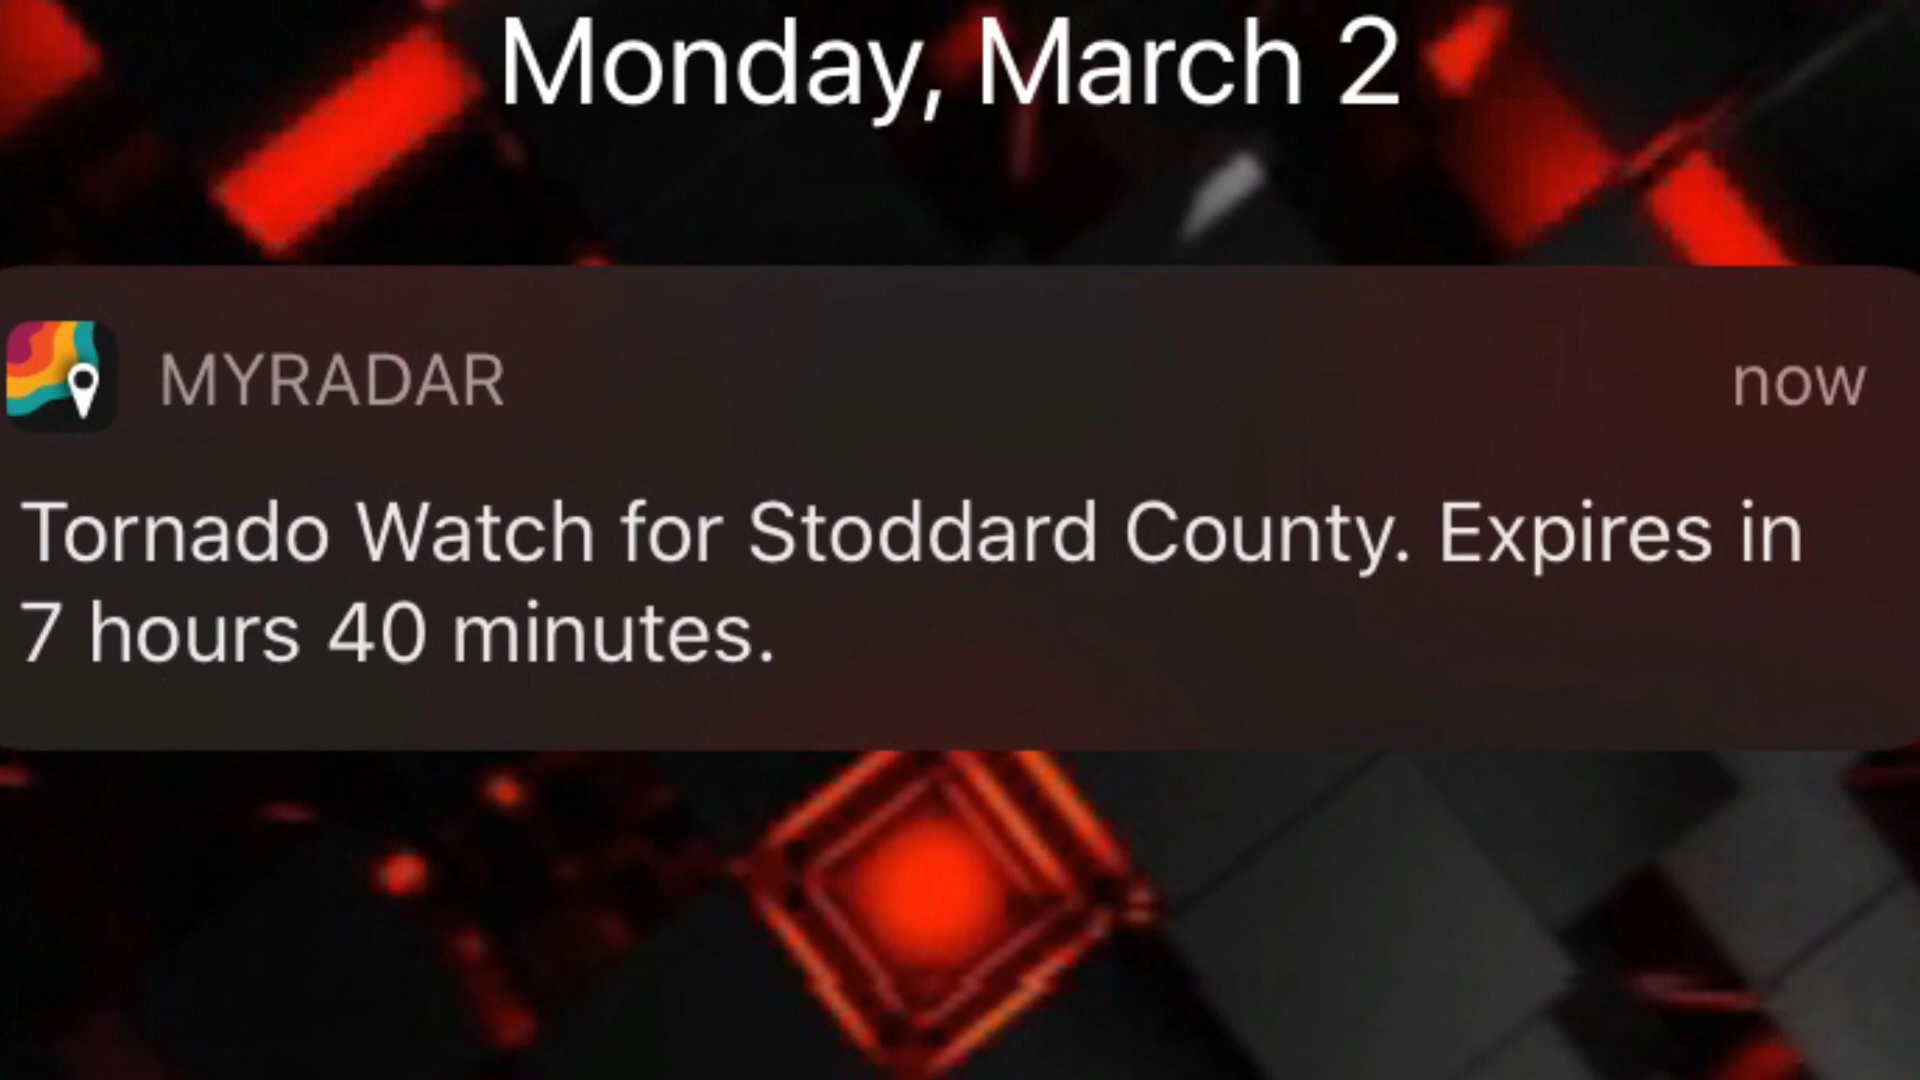 Monday, March 2
MYRADAR
now
Tornado Watch for Stoddard County. Expires in
7 hours 40 minutes.